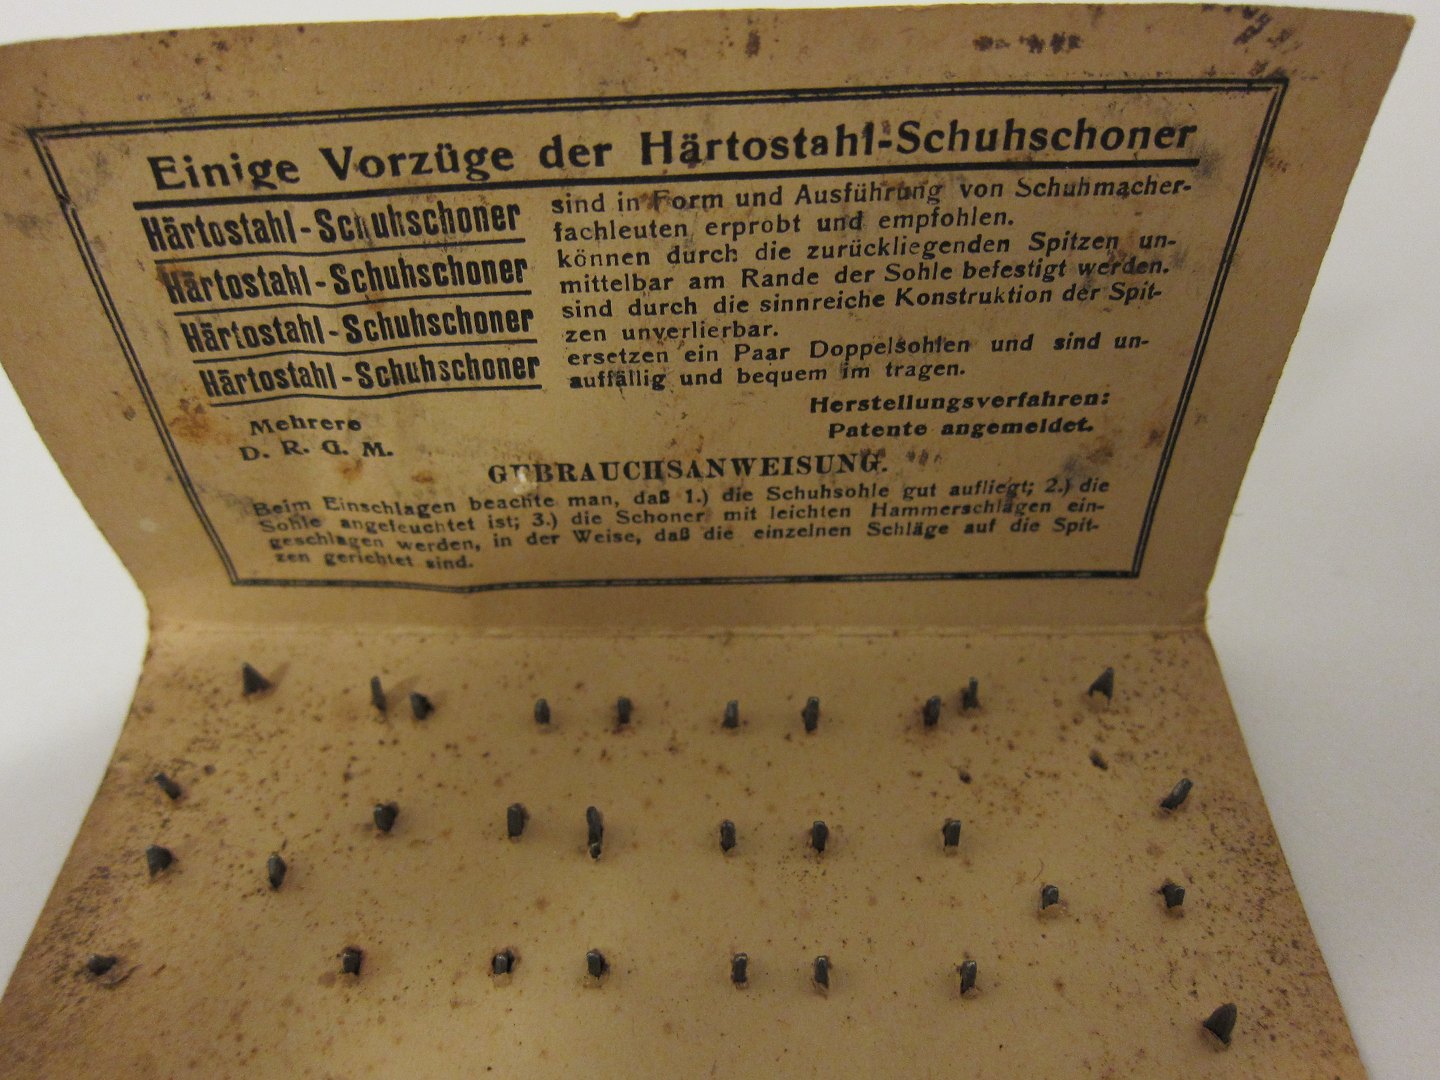 Einige Vorzüge der Härtostahl-Schuhschoner
Härtostahl-Schuhschoner sind in Form und Ausführung von Schuhmacher-
fachleuten erprobt und empfohlen.
Härtostahl-Schuhschoner können durch die zurückliegenden Spitzen un-
mittelbar am Rande der Sohle befestigt werden.
Härtostahl-Schuhschoner sind durch die sinnreiche Konstruktion der Spit-
zen unverlierbar.
Härtostahl-Schuhschoner ersetzen ein Paar Doppelsohlen und sind un-
auffällig und bequem im tragen.
Mehrere
D. R. G. M.
Herstellungsverfahren:
Patente angemeldet.
GEBRAUCHSANWEISUNG.
Beim Einschlagen beachte man, daß 1.) die Schuhsohle gut aufliegt; 2.) die
Sohle angefeuchtet ist; 3.) die Schoner mit leichten Hammerschlägen ein-
geschlagen werden, in der Weise, daß die einzelnen Schläge auf die Spit-
zen gerichtet sind.